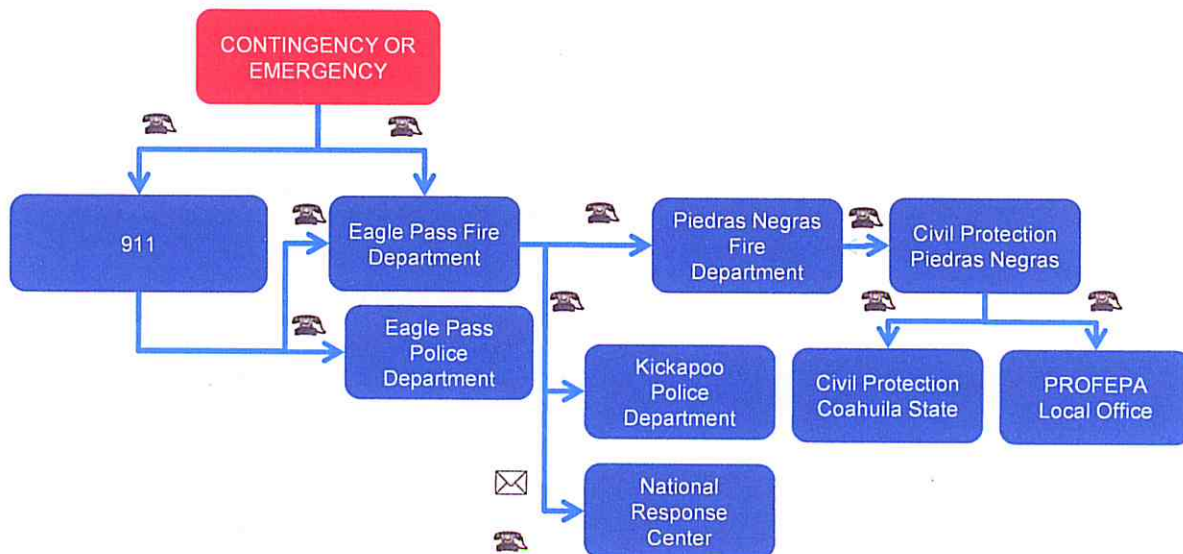 CONTINGENCY OR
EMERGENCY
911
Eagle Pass Fire
Department
Piedras Negras
Fire
Department
Civil Protection
Piedras Negras
Eagle Pass
Police
Department
Kickapoo
Police
Department
Civil Protection
Coahuila State
PROFEPA
Local Office
National
Response
Center